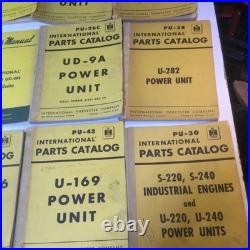 Manual
NATIONAL
PU-26C
INTERNATIONAL
PARTS CATALOG
UD-9A
POWER
UNIT
INTERNATIONAL HARVESTER COMPANY
PU-28
INTERNATIONAL
PARTS CATALOG
U-282
POWER UNIT
INTERNATIONAL HARVESTER COMPANY
6
PU-42
INTERNATIONAL
PARTS CATALOG
U-169
POWER
UNIT
PU-30
INTERNATIONAL
PARTS CATALOG
S-220, S-240
INDUSTRIAL ENGINES
and
U-220, U-240
POWER UNITS